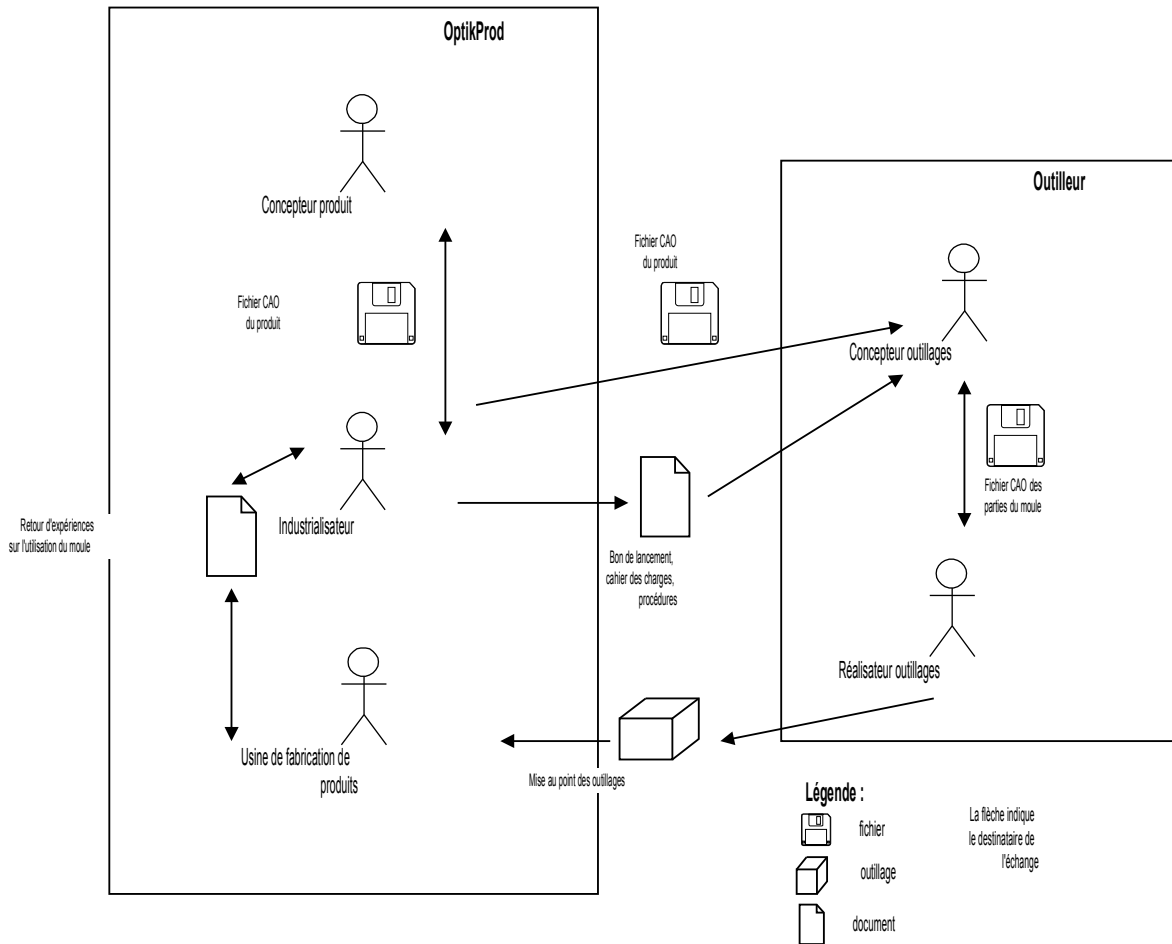 OptikProd
Concepteur produit
Fichier CAO
du produit
Industrialisateur
Retour d'expériences
sur l'utilisation du moule
Usine de fabrication de
produits
Fichier CAO
du produit
Bon de lancement,
cahier des charges,
procédures
Mise au point des outillages
Outilleur
Concepteur outillages
Fichier CAO des
parties du moule
Réalisateur outillages
Légende :
fichier
outillage
document
La flèche indique
le destinataire de
l'échange